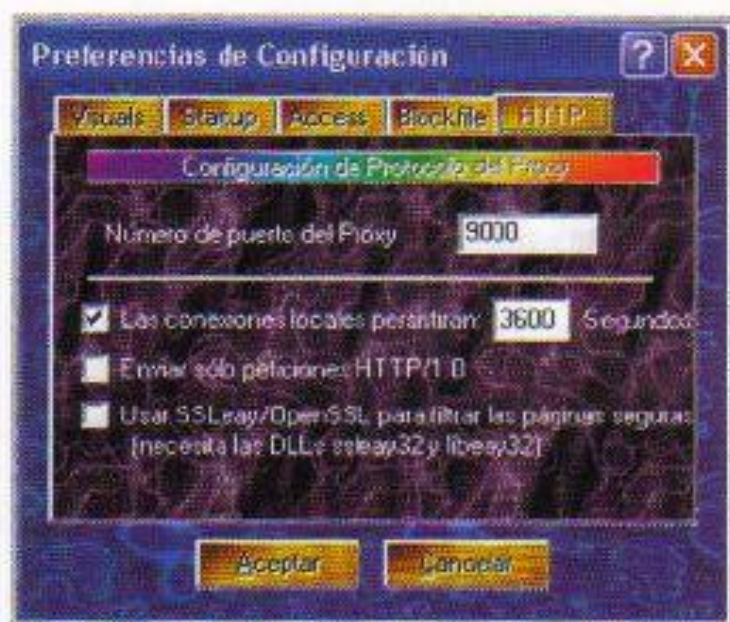 Preferencias de Configuración
Visuals Startup Access Blockfile HTTP
Configuración de Protocolo del Proxy
Número de puerto del Proxy 9000
Las conexiones locales persistirán: 3600 Segundos
Enviar sólo peticiones HTTP/1.0
Usar SSLeay/OpenSSL para filtrar las páginas seguras
(necesita las DLLs ssleay32 y libeay32)
Aceptar Cancelar